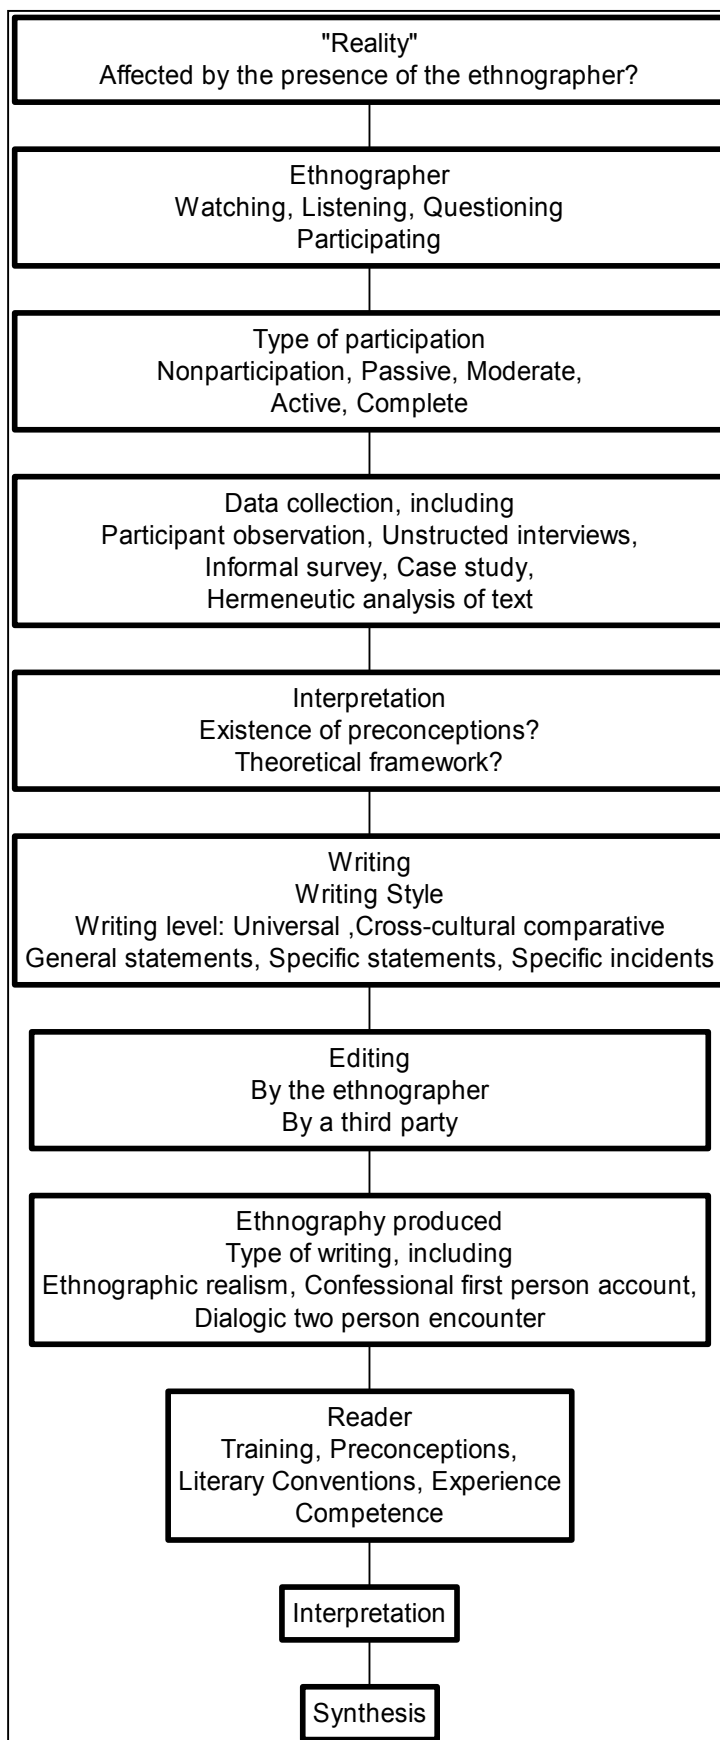 "Reality"
Affected by the presence of the ethnographer?
Ethnographer
Watching, Listening, Questioning
Participating
Type of participation
Nonparticipation, Passive, Moderate,
Active, Complete
Data collection, including
Participant observation, Unstructed interviews,
Informal survey, Case study,
Hermeneutic analysis of text
Interpretation
Existence of preconceptions?
Theoretical framework?
Writing
Writing Style
Writing level: Universal ,Cross-cultural comparative
General statements, Specific statements, Specific incidents
Editing
By the ethnographer
By a third party
Ethnography produced
Type of writing, including
Ethnographic realism, Confessional first person account,
Dialogic two person encounter
Reader
Training, Preconceptions,
Literary Conventions, Experience
Competence
Interpretation
Synthesis